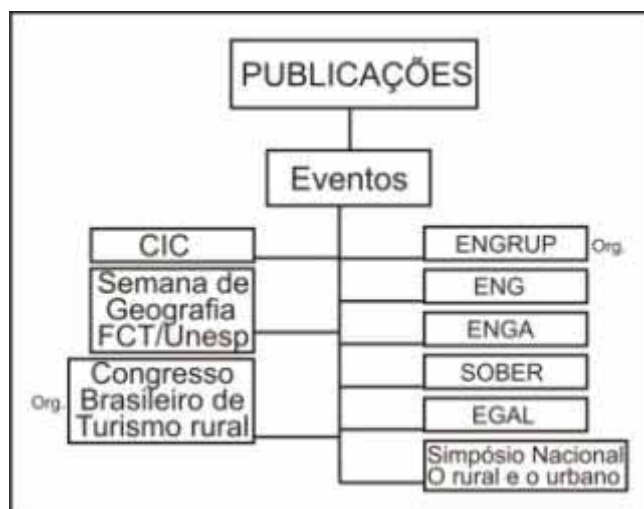 PUBLICAÇÕES
Eventos
CIC
Semana de
Geografia
FCT/Unesp
Org.
Congresso
Brasileiro de
Turismo rural
ENGRUP
Org.
ENG
ENGA
SOBER
EGAL
Simpósio Nacional
O rural e o urbano